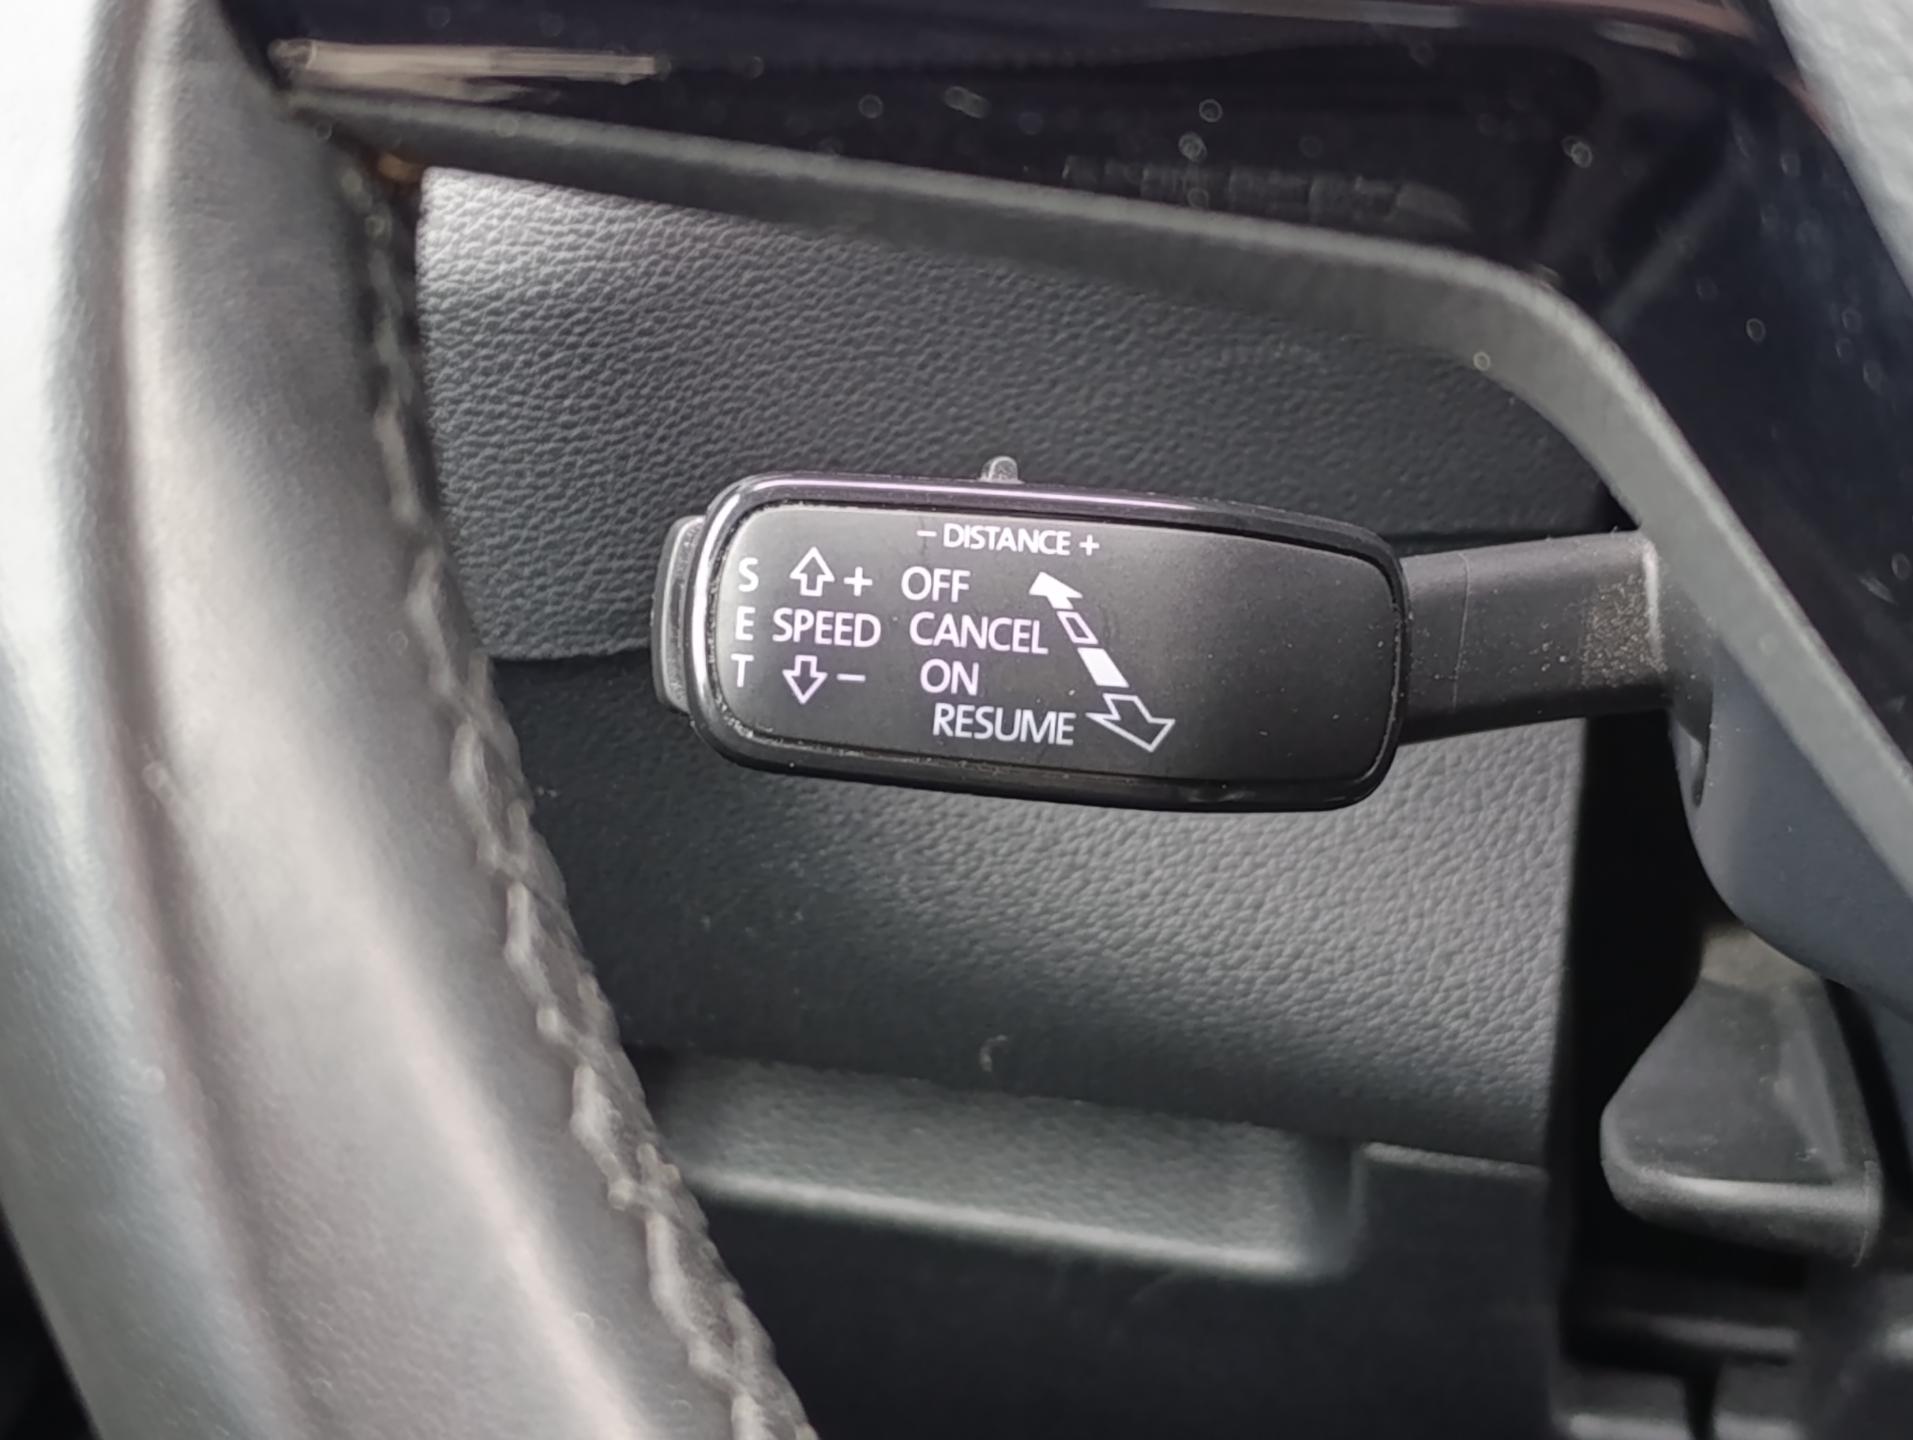 – DISTANCE +
S + OFF
E SPEED CANCEL
T – ON
RESUME